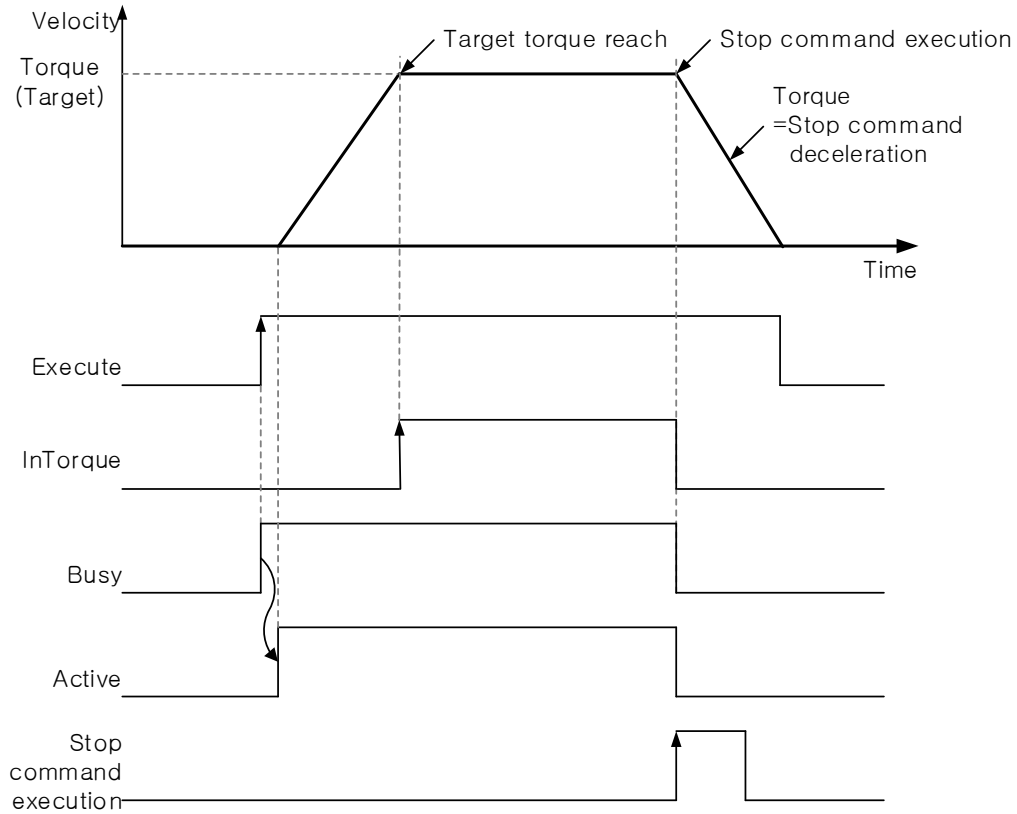 Velocity
Torque
(Target)
Target torque reach
Stop command execution
Torque
=Stop command
deceleration
Time
Execute
InTorque
Busy
Active
Stop
command
execution